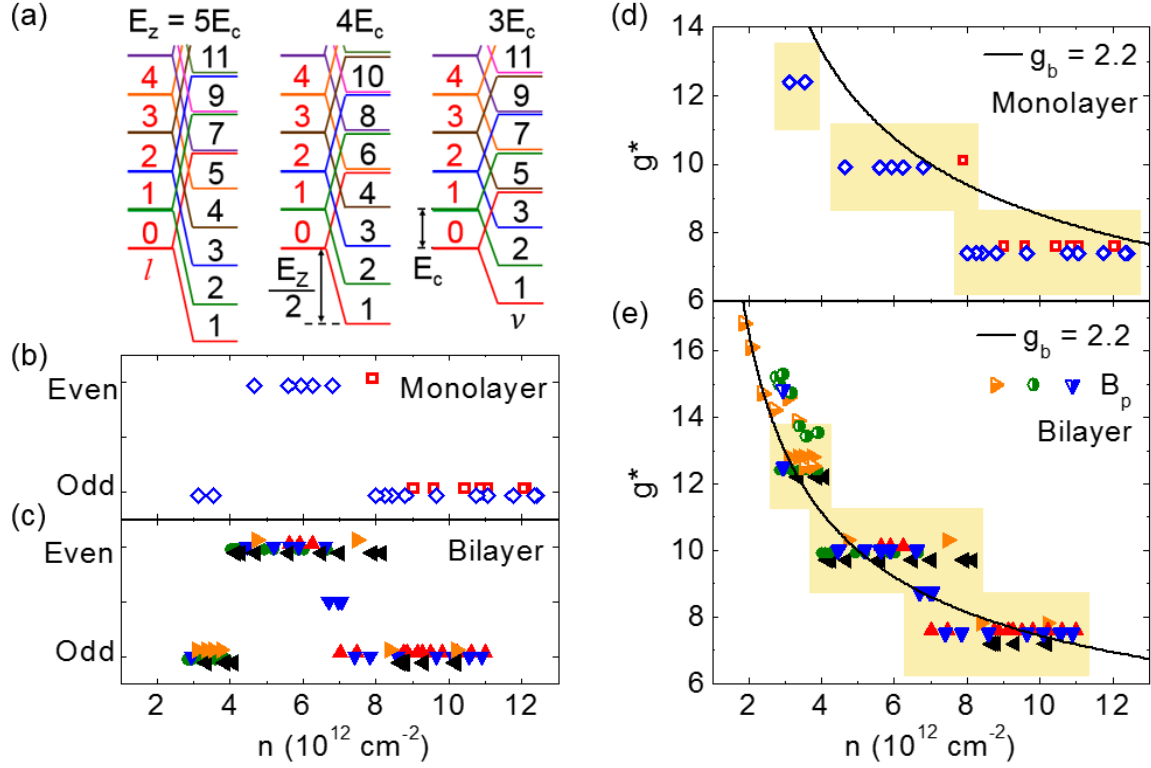 (a)
E_z = 5E_c 4E_c 3E_c
11 11
4 9 4 10 4 9
3 7 3 8 3 7
2 5 2 6 2 5
1 4 1 4 1 3
0 3 0 3 0 2
l 2 2 1
1 1 ν
E_Z/2
E_c
(b)
Even
Monolayer
Odd
(c)
Even
Bilayer
Odd
2 4 6 8 10 12
n (10^12 cm^-2)
(d)
14
12
10
8
6
g*
g_b = 2.2
Monolayer
(e)
16
14
12
10
8
6
g*
g_b = 2.2
B_p
Bilayer
2 4 6 8 10 12
n (10^12 cm^-2)